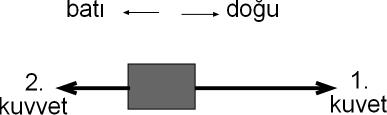 batı doğu
2.
kuvvet
1.
kuvet